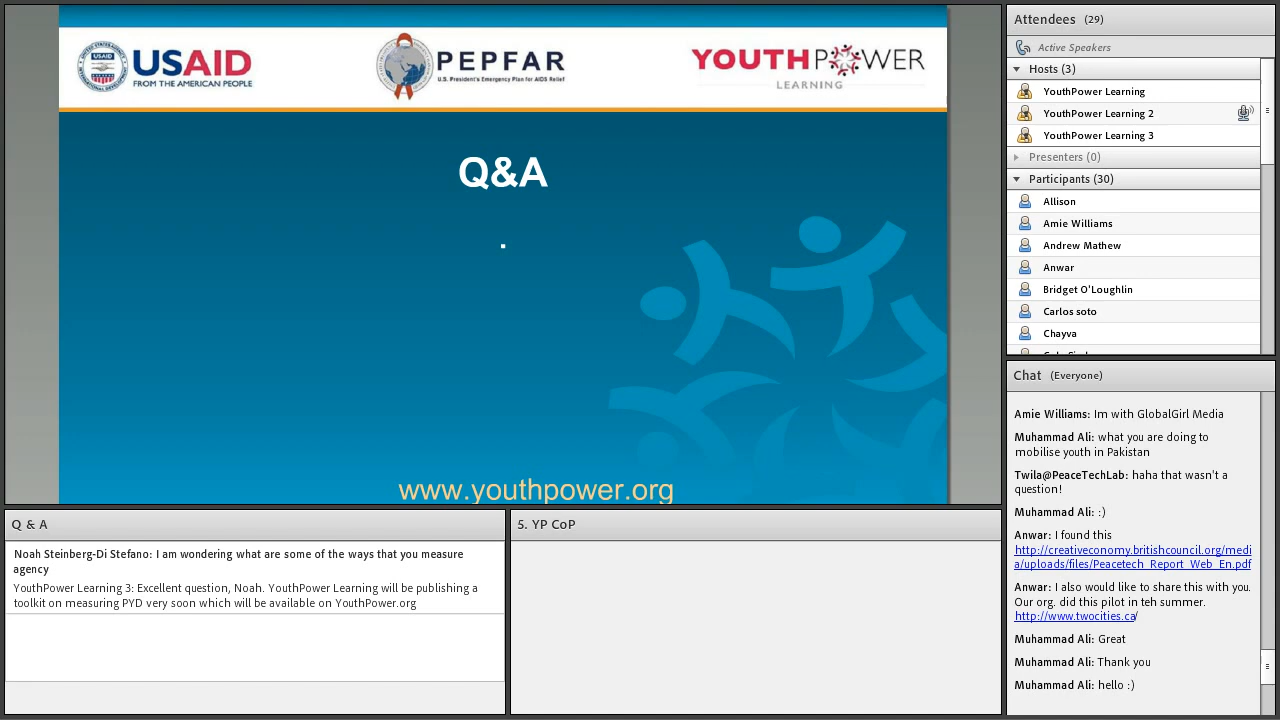 USAID
FROM THE AMERICAN PEOPLE
USAID
PEPFAR
U.S. President's Emergency Plan for AIDS Relief
YOUTHPOWER
LEARNING
Q&A
.
www.youthpower.org
Attendees (29)
Active Speakers
Hosts (3)
YouthPower Learning
YouthPower Learning 2
YouthPower Learning 3
Presenters (0)
Participants (30)
Allison
Amie Williams
Andrew Mathew
Anwar
Bridget O'Loughlin
Carlos soto
Chayva
Chat (Everyone)
Amie Williams: Im with GlobalGirl Media
Muhammad Ali: what you are doing to
mobilise youth in Pakistan
Twila@PeaceTechLab: haha that wasn't a
question!
Muhammad Ali: :)
Anwar: I found this
http://creativeconomy.britishcouncil.org/medi
a/uploads/files/Peacetech_Report_Web_En.pdf
Anwar: I also would like to share this with you.
Our org. did this pilot in teh summer.
http://www.twocities.ca/
Muhammad Ali: Great
Muhammad Ali: Thank you
Muhammad Ali: hello :)
Q & A
Noah Steinberg-Di Stefano: I am wondering what are some of the ways that you measure
agency
YouthPower Learning 3: Excellent question, Noah. YouthPower Learning will be publishing a
toolkit on measuring PYD very soon which will be available on YouthPower.org
5. YP CoP